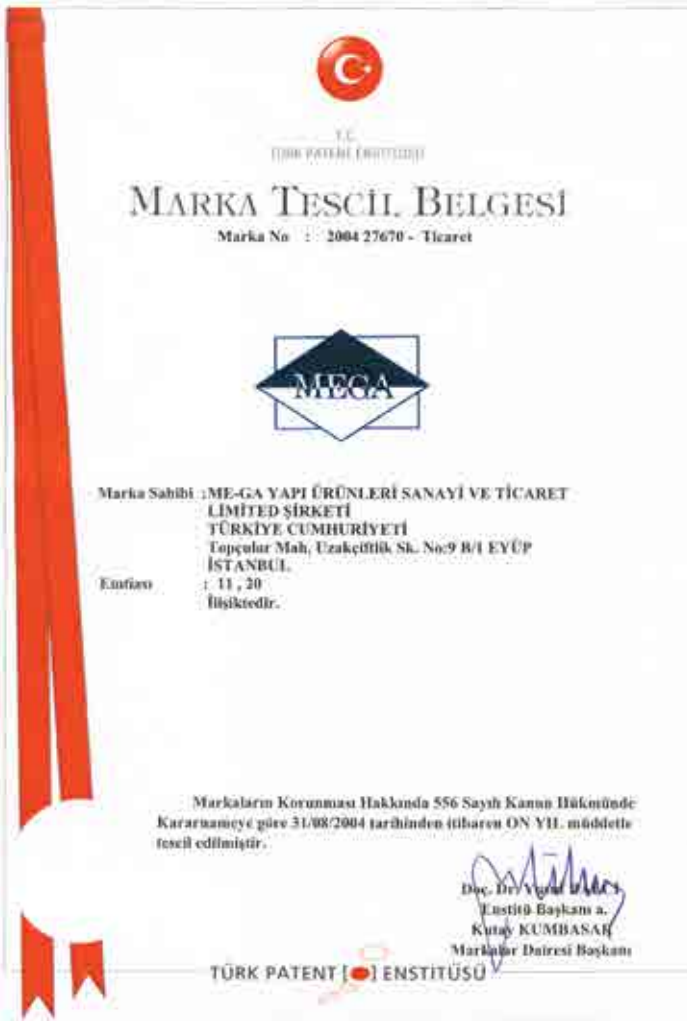 T.C.
TÜRK PATENT ENSTİTÜSÜ
MARKA TESCİL BELGESİ
Marka No : 2004 27670 - Ticaret
MEGA
Marka Sahibi : ME-GA YAPI ÜRÜNLERİ SANAYİ VE TİCARET
LİMİTED ŞİRKETİ
TÜRKİYE CUMHURİYETİ
Topçular Mah, Uzakçiftlik Sk. No:9 B/1 EYÜP
İSTANBUL
Emtiası : 11 , 20
İlişiktedir.
Markaların Korunması Hakkında 556 Sayılı Kanun Hükmünde
Kararnameye göre 31/08/2004 tarihinden itibaren ON YIL müddetle
tescil edilmiştir.
Doç. Dr.
Enstitü Başkanı a.
Kutay KUMBASAR
Markalar Dairesi Başkanı
TÜRK PATENT [ ] ENSTİTÜSÜ